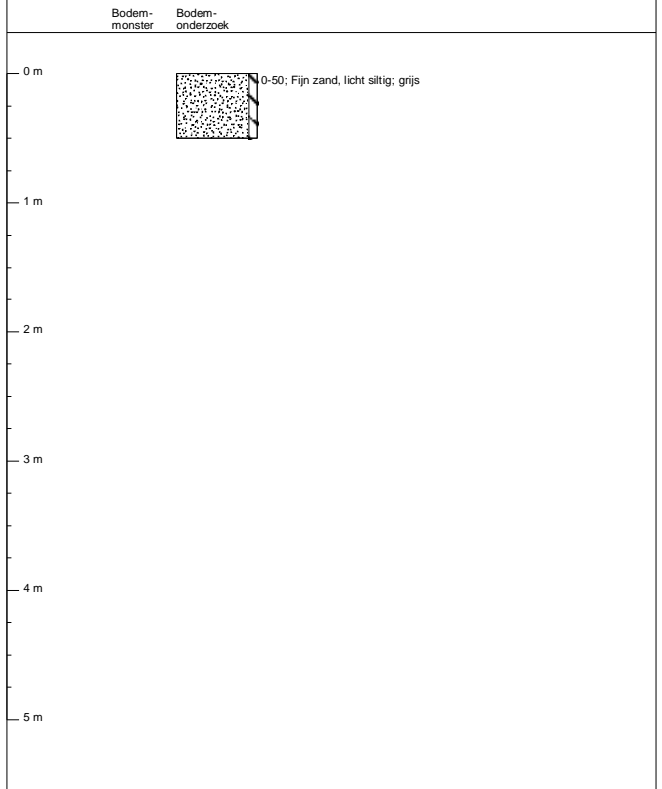 Bodem-
monster
Bodem-
onderzoek
0 m
0-50; Fijn zand, licht siltig; grijs
1 m
2 m
3 m
4 m
5 m